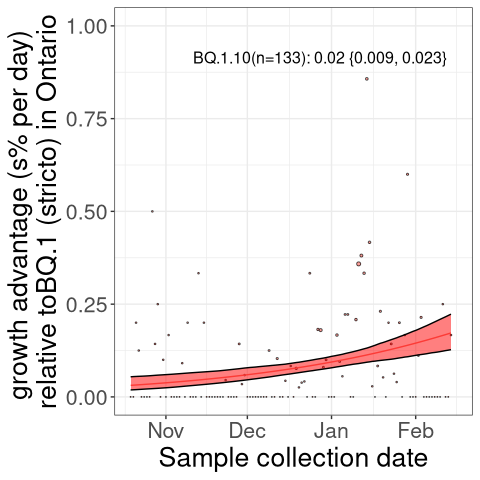 growth advantage (s% per day)
relative toBQ.1 (stricto) in Ontario
1.00
0.75
0.50
0.25
0.00
BQ.1.10(n=133): 0.02 {0.009, 0.023}
Nov Dec Jan Feb
Sample collection date